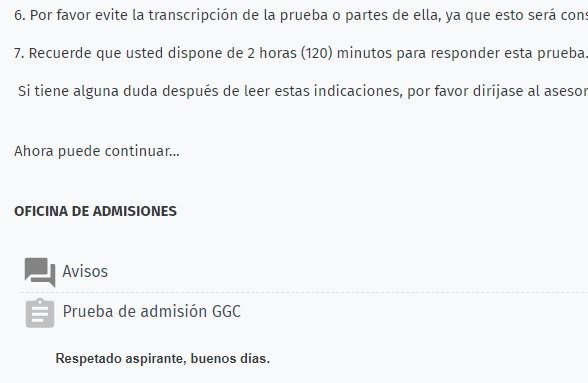 6. Por favor evite la transcripción de la prueba o partes de ella, ya que esto será
7. Recuerde que usted dispone de 2 horas (120) minutos para responder esta prueba.
Si tiene alguna duda después de leer estas indicaciones, por favor diríjase al asesor
Ahora puede continuar...
OFICINA DE ADMISIONES
Avisos
Prueba de admisión GGC
Respetado aspirante, buenos días.